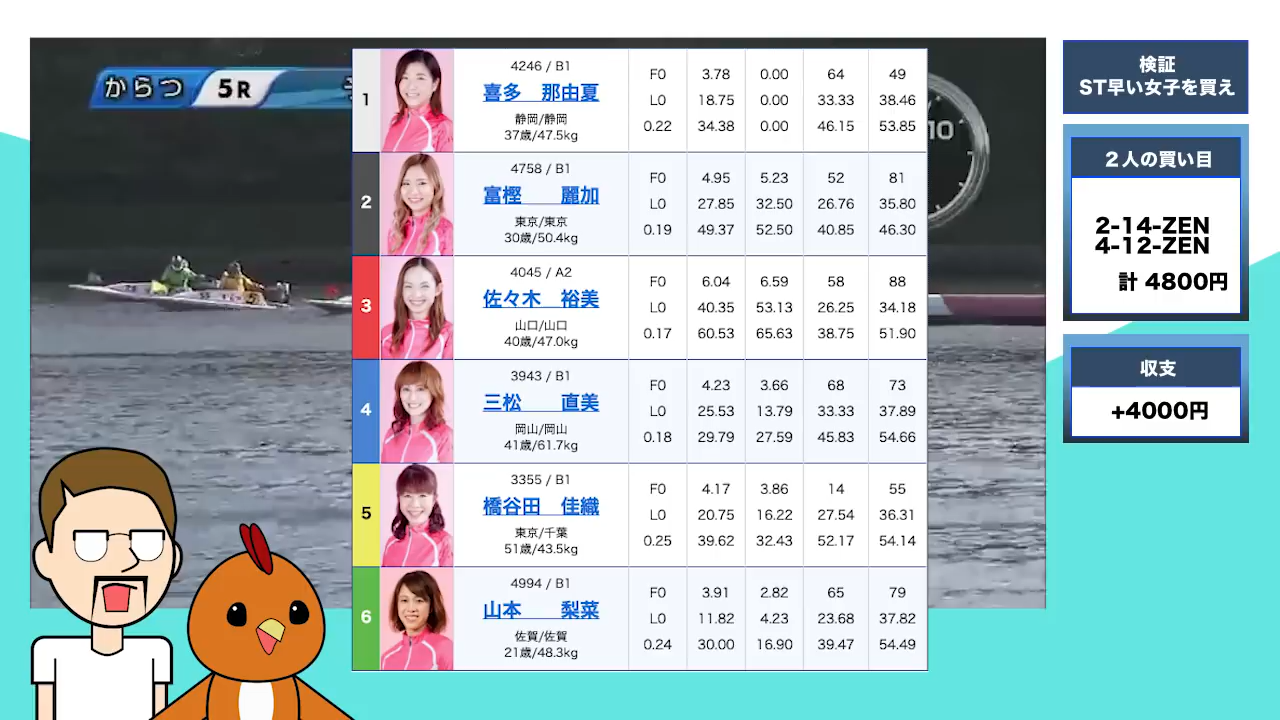 からつ 5R
10
1
4246 / B1
喜多 那由夏
静岡/静岡
37歳/47.5kg
F0 3.78 0.00 64 49
L0 18.75 0.00 33.33 38.46
0.22 34.38 0.00 46.15 53.85
2
4758 / B1
富樫 麗加
東京/東京
30歳/50.4kg
F0 4.95 5.23 52 81
L0 27.85 32.50 26.76 35.80
0.19 49.37 52.50 40.85 46.30
3
4045 / A2
佐々木 裕美
山口/山口
40歳/47.0kg
F0 6.04 6.59 58 88
L0 40.35 53.13 26.25 34.18
0.17 60.53 65.63 38.75 51.90
4
3943 / B1
三松 直美
岡山/岡山
41歳/61.7kg
F0 4.23 3.66 68 73
L0 25.53 13.79 33.33 37.89
0.18 29.79 27.59 45.83 54.66
5
3355 / B1
橋谷田 佳織
東京/千葉
51歳/43.5kg
F0 4.17 3.86 14 55
L0 20.75 16.22 27.54 36.31
0.25 39.62 32.43 52.17 54.14
6
4994 / B1
山本 梨菜
佐賀/佐賀
21歳/48.3kg
F0 3.91 2.82 65 79
L0 11.82 4.23 23.68 37.82
0.24 30.00 16.90 39.47 54.49
検証
ST早い女子を買え
２人の買い目
2-14-ZEN
4-12-ZEN
計 4800円
収支
+4000円